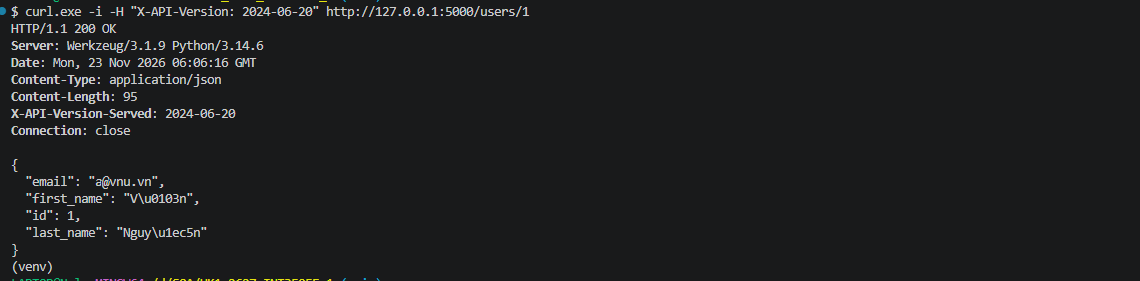 $ curl.exe -i -H "X-API-Version: 2024-06-20" http://127.0.0.1:5000/users/1
HTTP/1.1 200 OK
Server: Werkzeug/3.1.9 Python/3.14.6
Date: Mon, 23 Nov 2026 06:06:16 GMT
Content-Type: application/json
Content-Length: 95
X-API-Version-Served: 2024-06-20
Connection: close
{
  "email": "a@vnu.vn",
  "first_name": "V\u0103n",
  "id": 1,
  "last_name": "Nguy\u1ec5n"
}
(venv)